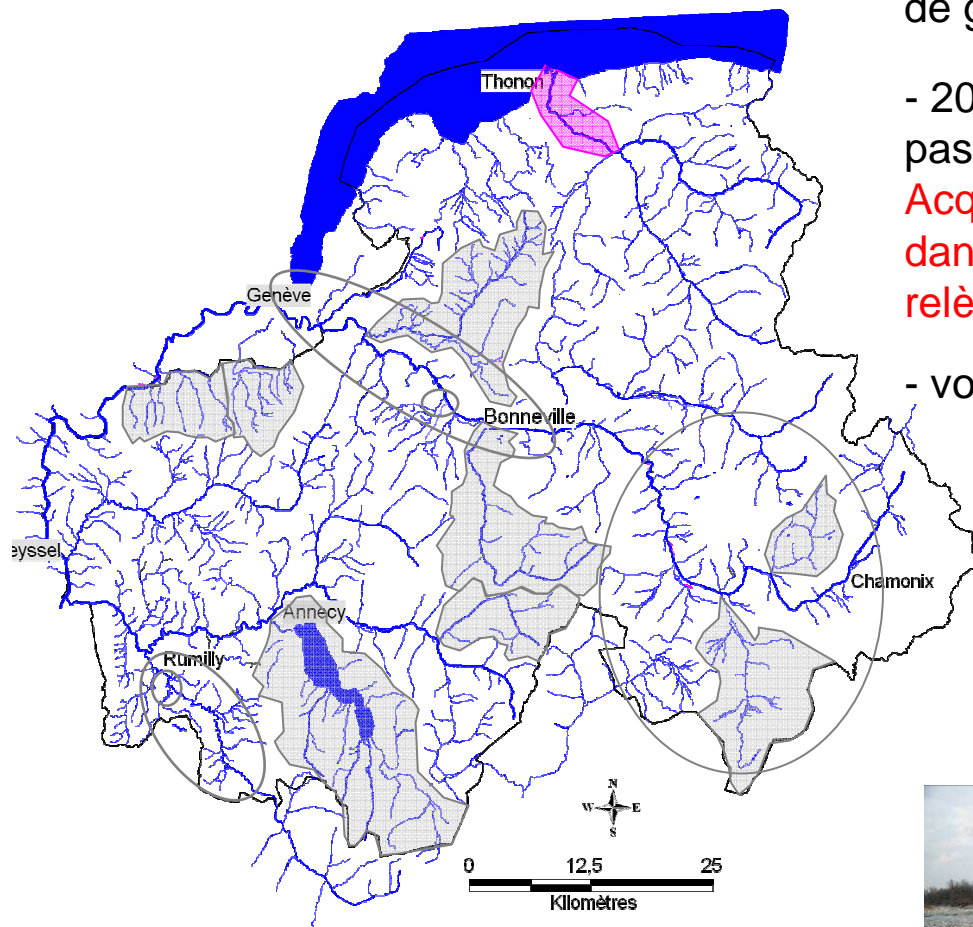 de g
Thonon
- 20
pas
Acq
dan
relè
Genève
- vo
Bonneville
eyssel
Chamonix
Annecy
Rumilly
N
W E
S
0 12,5 25
Kilomètres